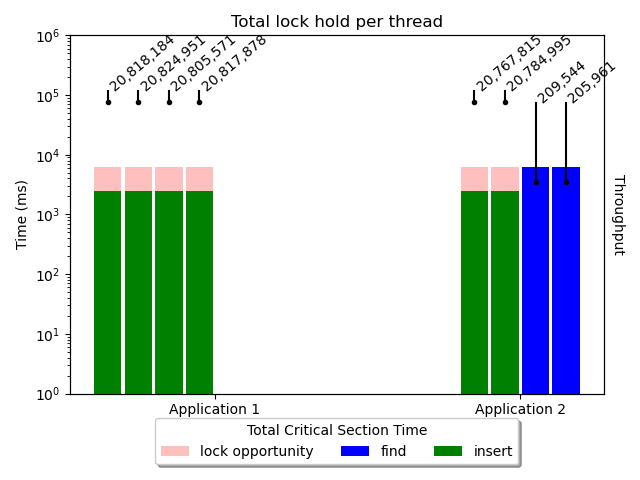 Total lock hold per thread
20,818,184
20,824,951
20,805,571
20,817,878
20,767,815
20,784,995
209,544
205,961
10^6
10^5
10^4
10^3
10^2
10^1
10^0
Time (ms)
Throughput
Application 1
Application 2
Total Critical Section Time
lock opportunity find insert